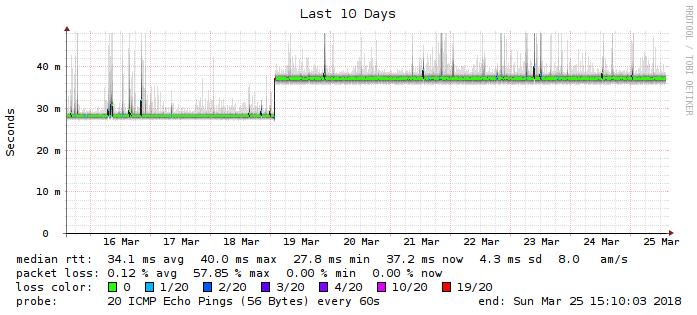 Last 10 Days
RRDTOOL / TOBI OETIKER
Seconds
40 m
30 m
20 m
10 m
0
16 Mar 17 Mar 18 Mar 19 Mar 20 Mar 21 Mar 22 Mar 23 Mar 24 Mar 25 Mar
median rtt: 34.1 ms avg 40.0 ms max 27.8 ms min 37.2 ms now 4.3 ms sd 8.0 am/s
packet loss: 0.12 % avg 57.85 % max 0.00 % min 0.00 % now
loss color: 0 1/20 2/20 3/20 4/20 10/20 19/20
probe: 20 ICMP Echo Pings (56 Bytes) every 60s end: Sun Mar 25 15:10:03 2018